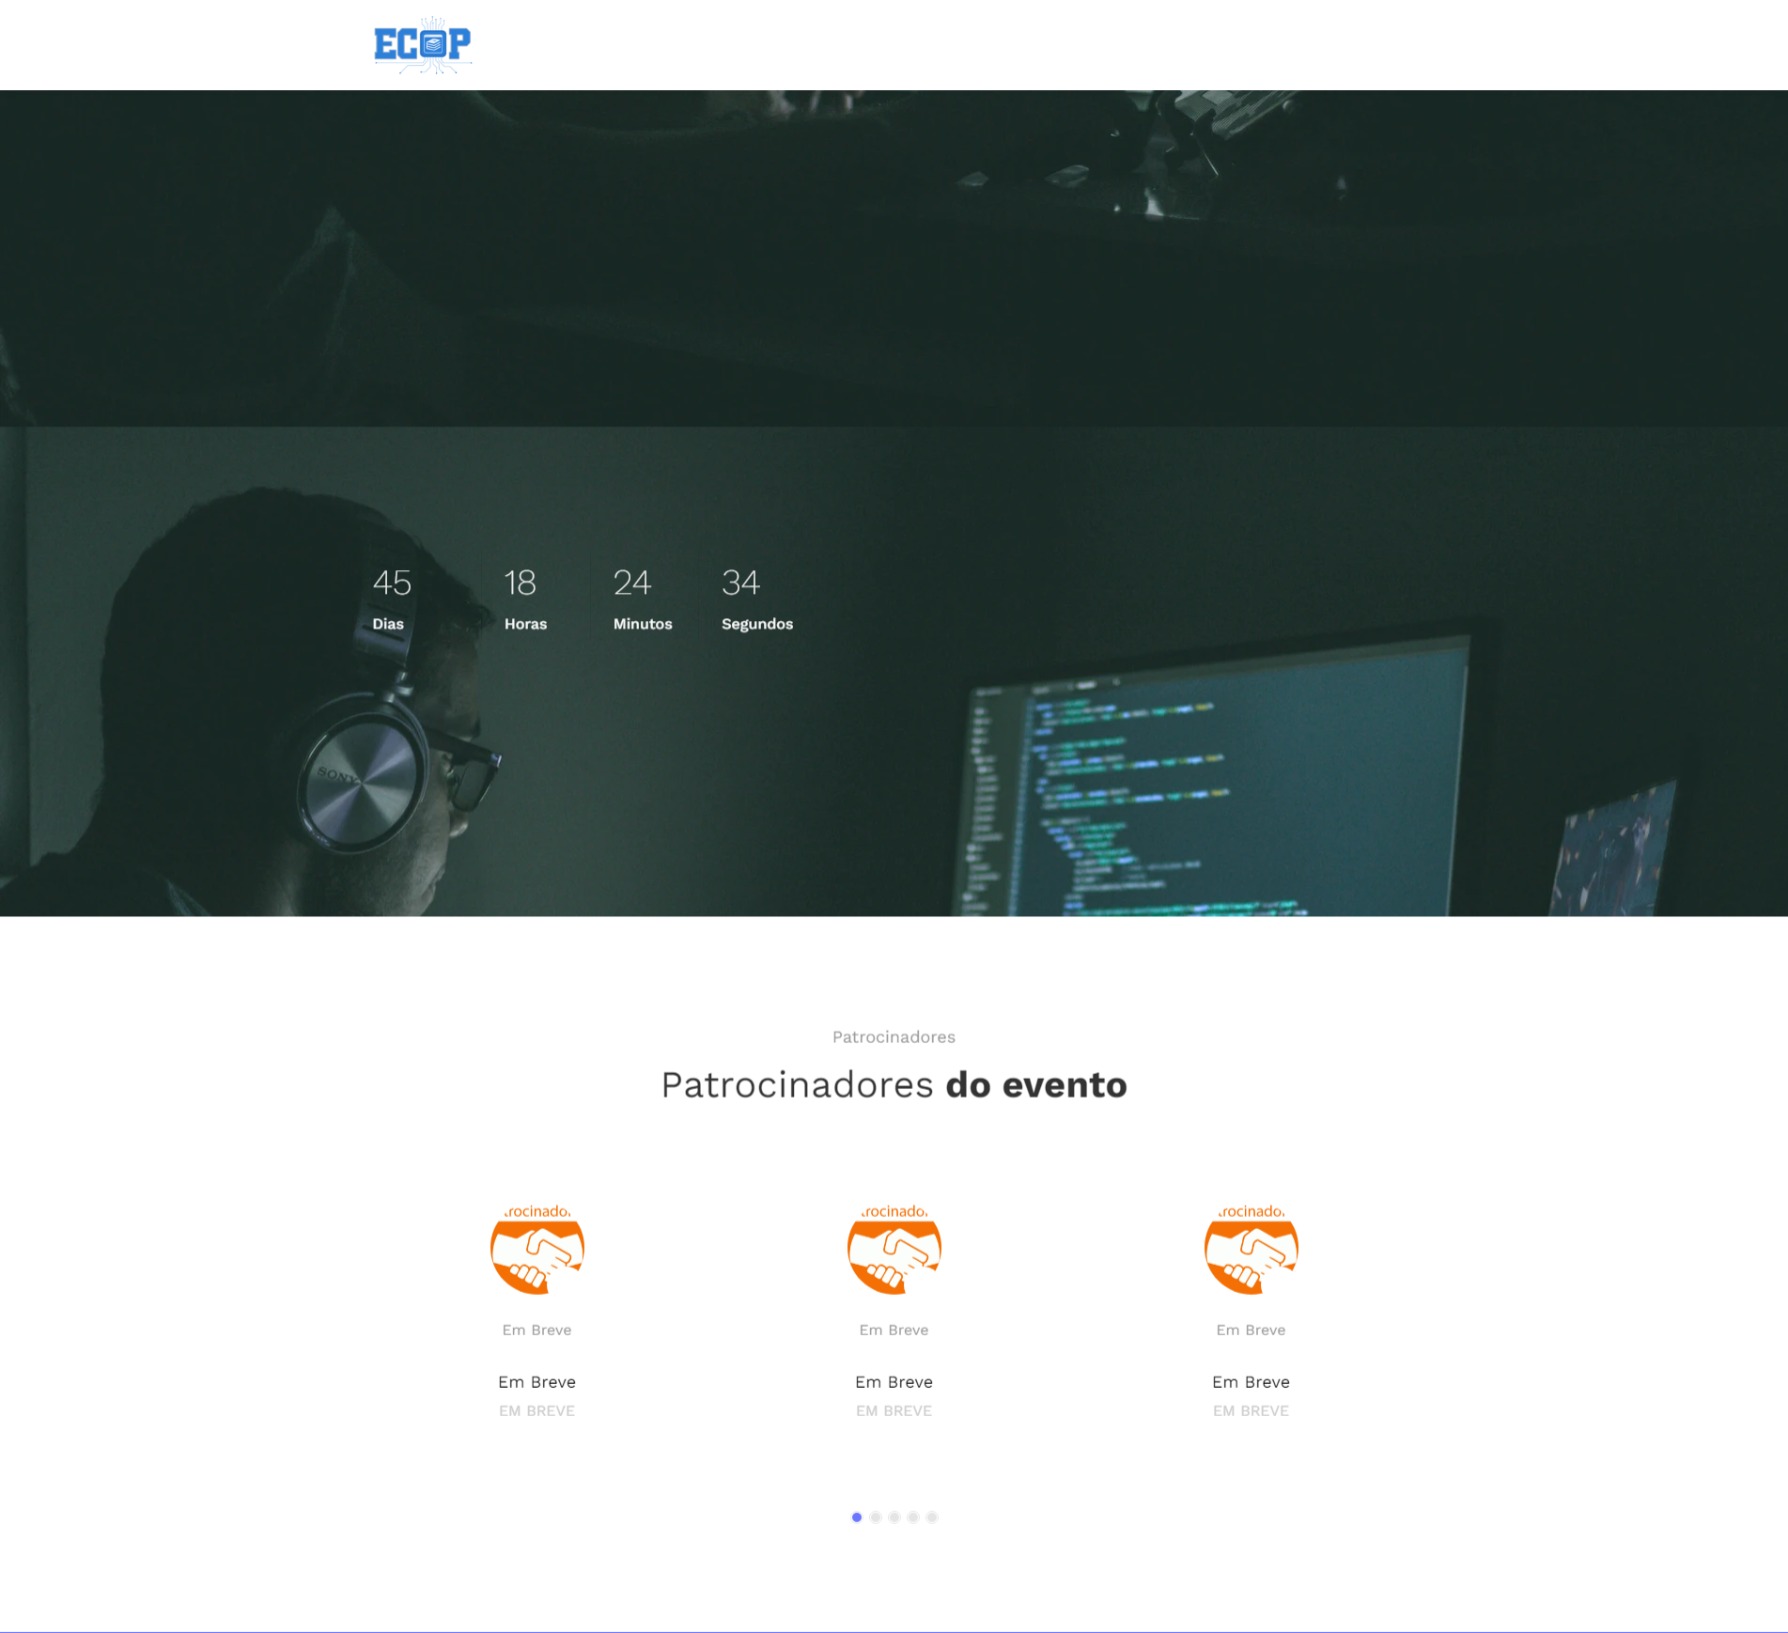 ECOP
45 18 24 34
Dias Horas Minutos Segundos
SONY
Patrocinadores
Patrocinadores do evento
rocinado rocinado rocinado
Em Breve Em Breve Em Breve
Em Breve Em Breve Em Breve
EM BREVE EM BREVE EM BREVE